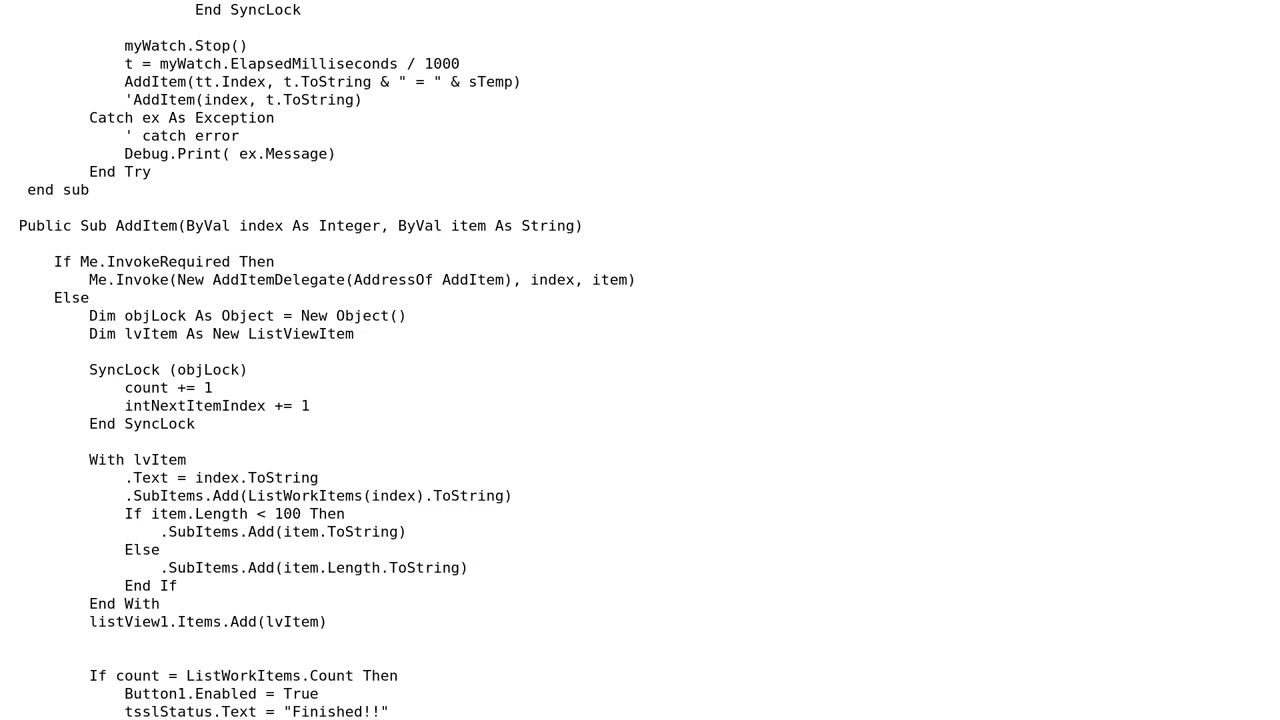 End SyncLock
myWatch.Stop()
t = myWatch.ElapsedMilliseconds / 1000
AddItem(tt.Index, t.ToString & " = " & sTemp)
'AddItem(index, t.ToString)
Catch ex As Exception
' catch error
Debug.Print( ex.Message)
End Try
end sub
Public Sub AddItem(ByVal index As Integer, ByVal item As String)
If Me.InvokeRequired Then
Me.Invoke(New AddItemDelegate(AddressOf AddItem), index, item)
Else
Dim objLock As Object = New Object()
Dim lvItem As New ListViewItem
SyncLock (objLock)
count += 1
intNextItemIndex += 1
End SyncLock
With lvItem
.Text = index.ToString
.SubItems.Add(ListWorkItems(index).ToString)
If item.Length < 100 Then
.SubItems.Add(item.ToString)
Else
.SubItems.Add(item.Length.ToString)
End If
End With
listView1.Items.Add(lvItem)
If count = ListWorkItems.Count Then
Button1.Enabled = True
tsslStatus.Text = "Finished!!"